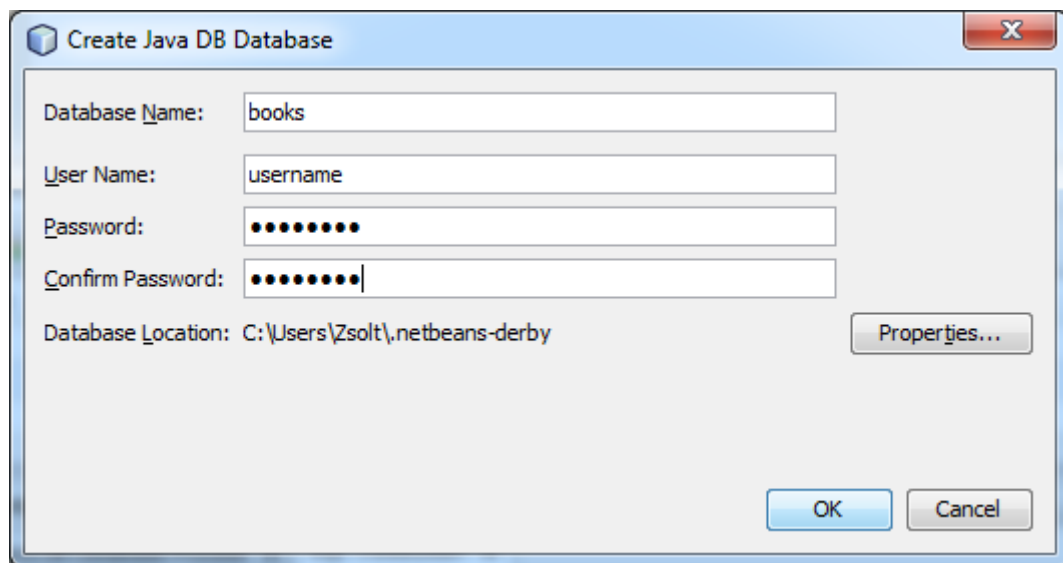 Create Java DB Database
Database Name: books
User Name: username
Password: ●●●●●●●●
Confirm Password: ●●●●●●●●
Database Location: C:\Users\Zsolt\.netbeans-derby Properties...
OK Cancel